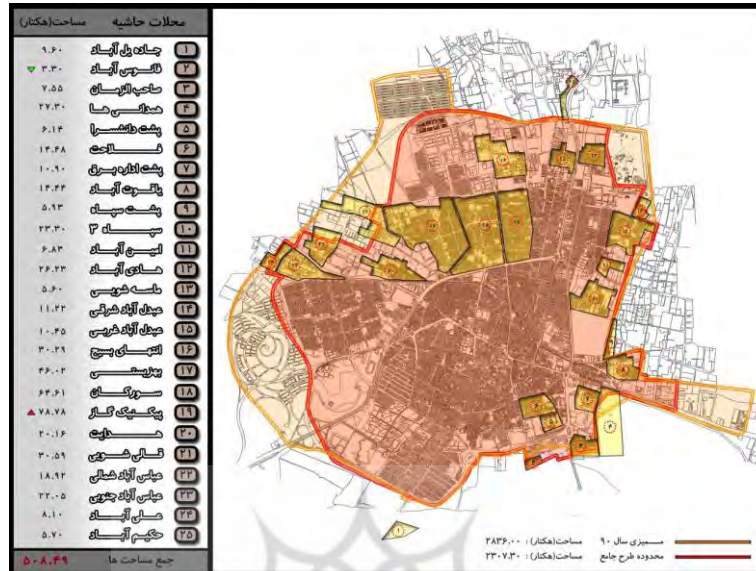 محلات حاشیه مساحت(هکتار)
۱ جاده پل آباد ۹.۶۰
۲ فانوس آباد ۳.۳۰
۳ صاحب الزمان ۷.۵۵
۴ همدانی ها ۲۷.۳۰
۵ پشت دانشسرا ۶.۱۴
۶ فلاحت ۱۴.۴۸
۷ پشت اداره برق ۱۰.۹۰
۸ یاقوت آباد ۱۴.۴۴
۹ پشت سپاه ۵.۹۳
۱۰ سپاه ۳ ۲۳.۳۰
۱۱ امین آباد ۶.۸۳
۱۲ هادی آباد ۲۶.۲۳
۱۳ ماسه شویی ۵.۶۰
۱۴ عبدل آباد شرقی ۱۱.۲۲
۱۵ عبدل آباد غربی ۱۰.۴۵
۱۶ انتهای بسیج ۳۰.۲۹
۱۷ بهزیستی ۴۶.۰۲
۱۸ سورکان ۶۴.۶۱
۱۹ پیکنیک گاز ۷۸.۷۸
۲۰ هدایت ۲۰.۱۶
۲۱ قالی شویی ۳۰.۵۹
۲۲ عباس آباد شمالی ۱۸.۹۲
۲۳ عباس آباد جنوبی ۲۲.۰۵
۲۴ علی آباد ۸.۱۰
۲۵ حکیم آباد ۵.۷۰
جمع مساحت ها ۵۰۸.۴۹
ممیزی سال ۹۰ مساحت(هکتار) : ۲۸۳۶.۰۰
محدوده طرح جامع مساحت(هکتار) : ۲۳۰۷.۳۰